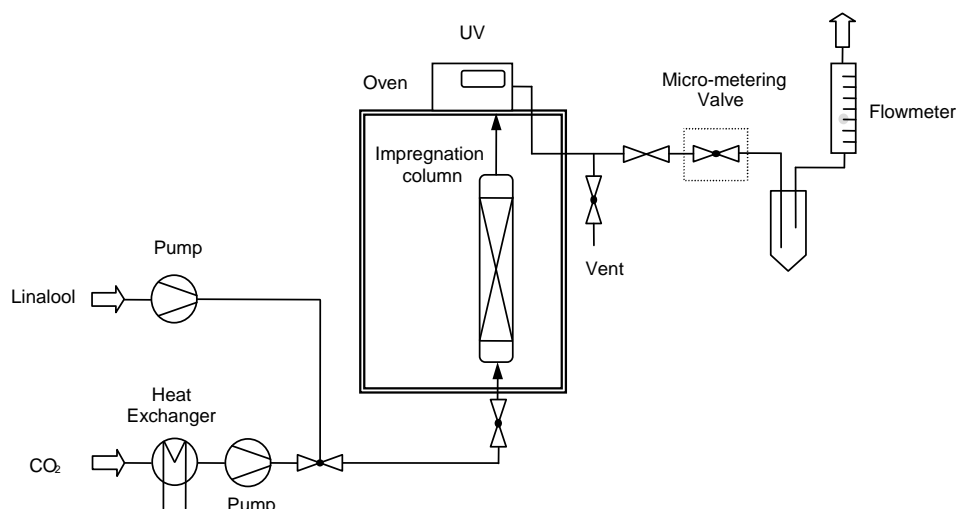 UV
Oven
Micro-metering
Valve
Flowmeter
Impregnation
column
Pump
Vent
Linalool
Heat
Exchanger
CO₂
Pump